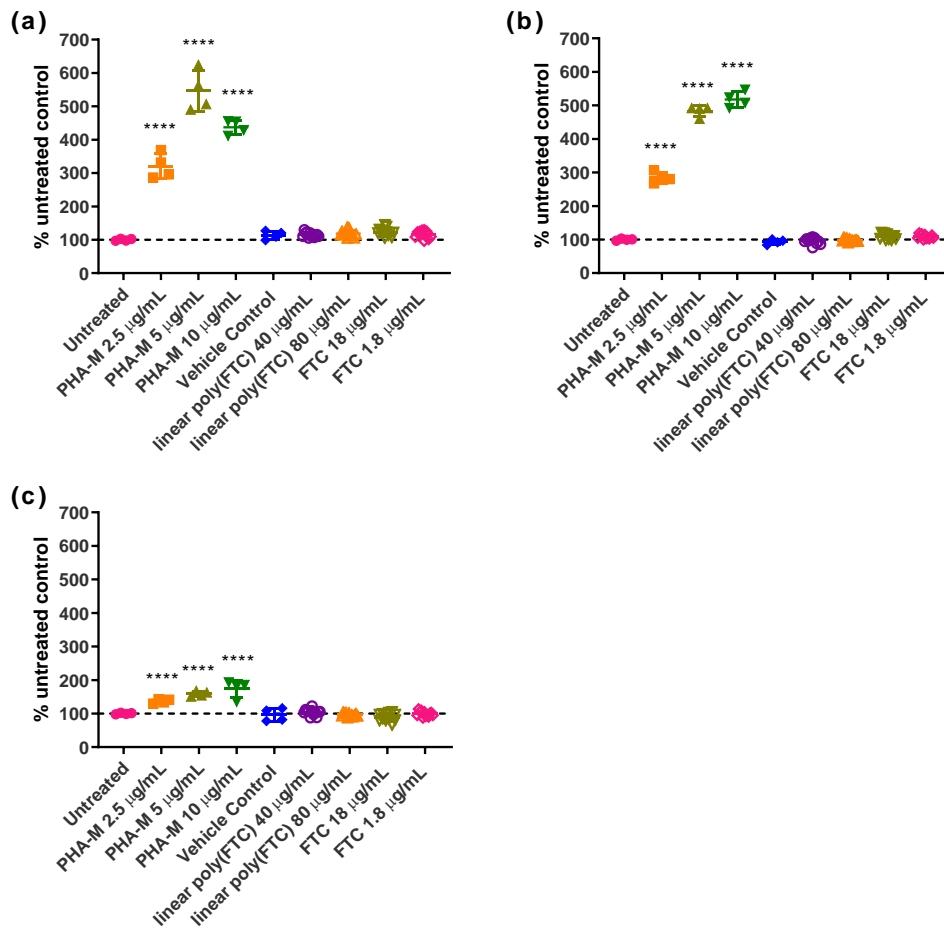 (a)
% untreated control
700
600
500
400
300
200
100
0
****
****
****
Untreated
PHA-M 2.5 μg/mL
PHA-M 5 μg/mL
PHA-M 10 μg/mL
Vehicle Control
linear poly(FTC) 40 μg/mL
linear poly(FTC) 80 μg/mL
FTC 18 μg/mL
FTC 1.8 μg/mL
(b)
% untreated control
700
600
500
400
300
200
100
0
****
****
****
Untreated
PHA-M 2.5 μg/mL
PHA-M 5 μg/mL
PHA-M 10 μg/mL
Vehicle Control
linear poly(FTC) 40 μg/mL
linear poly(FTC) 80 μg/mL
FTC 18 μg/mL
FTC 1.8 μg/mL
(c)
% untreated control
700
600
500
400
300
200
100
0
****
****
****
Untreated
PHA-M 2.5 μg/mL
PHA-M 5 μg/mL
PHA-M 10 μg/mL
Vehicle Control
linear poly(FTC) 40 μg/mL
linear poly(FTC) 80 μg/mL
FTC 18 μg/mL
FTC 1.8 μg/mL